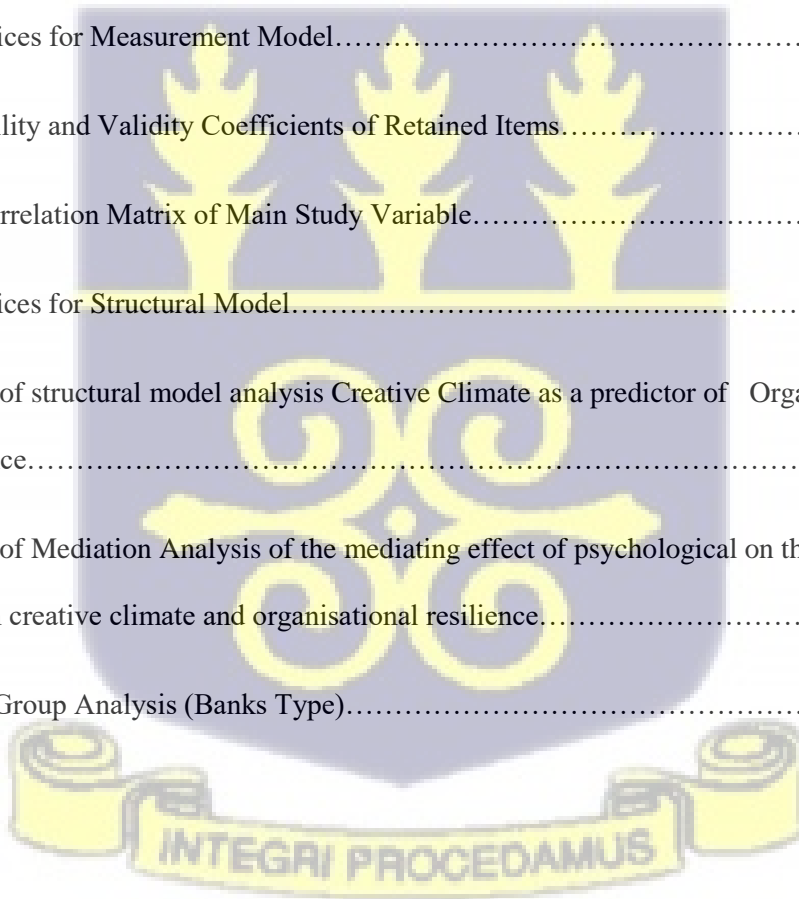 ices for Measurement Model……………………………………………………
lity and Validity Coefficients of Retained Items……………………………
rrelation Matrix of Main Study Variable………………………………………
ices for Structural Model…………………………………………………………
of structural model analysis Creative Climate as a predictor of Orga
ce………………………………………………………………………………………
of Mediation Analysis of the mediating effect of psychological on th
creative climate and organisational resilience………………………………
Group Analysis (Banks Type)……………………………………………………
INTEGRI PROCEDAMUS